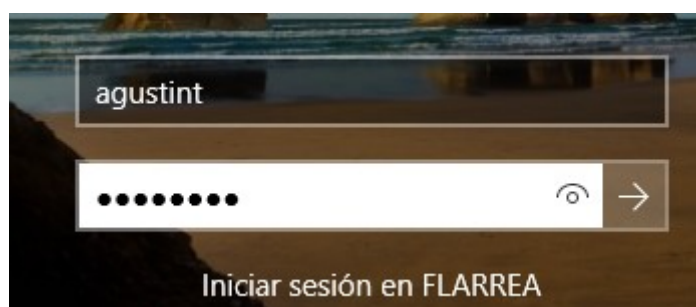 agustint
●●●●●●●●
Iniciar sesión en FLARREA